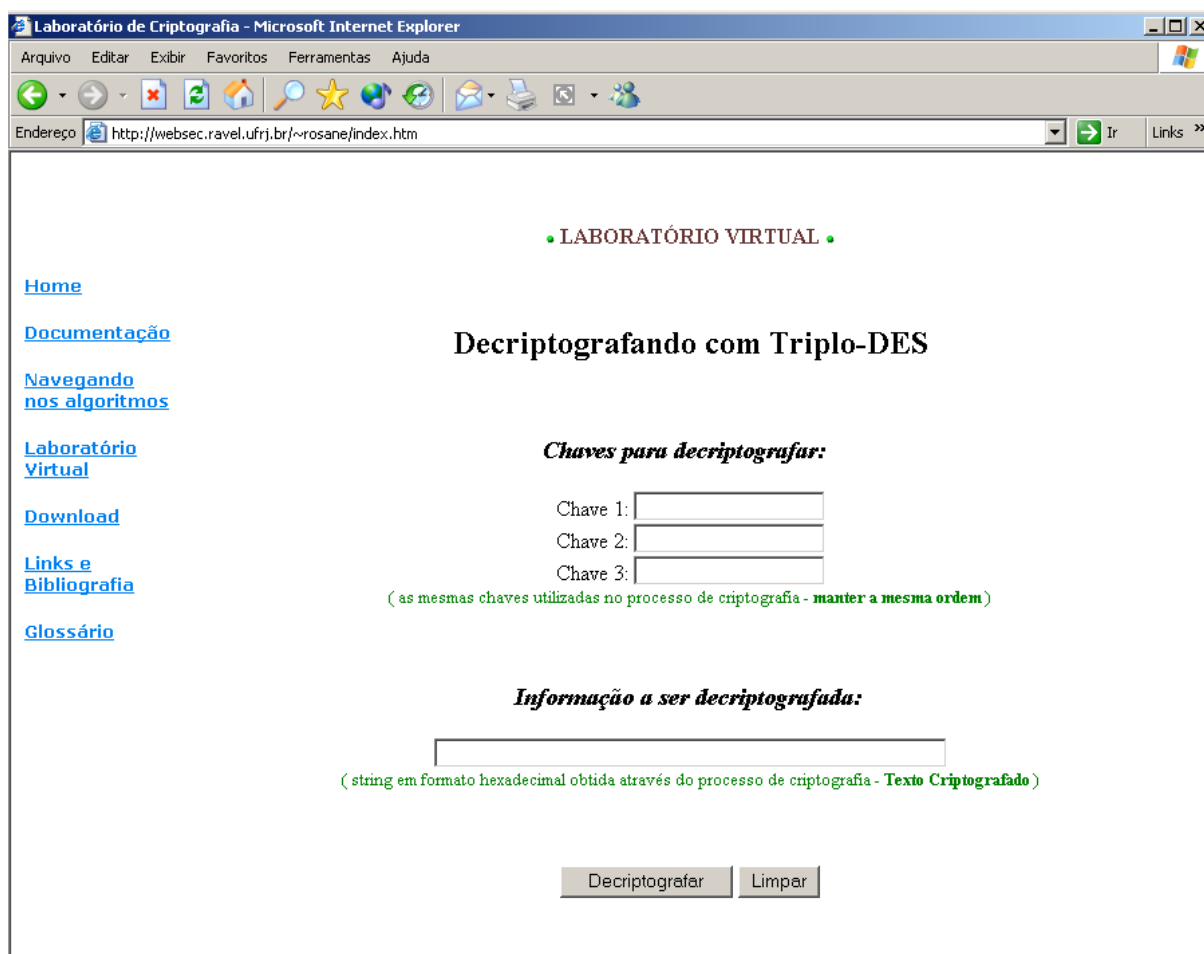 Laboratório de Criptografia - Microsoft Internet Explorer
Arquivo Editar Exibir Favoritos Ferramentas Ajuda
Endereço http://websec.ravel.ufrj.br/~rosane/index.htm Ir Links »
LABORATÓRIO VIRTUAL
Home
Documentação
Navegando
nos algoritmos
Laboratório
Virtual
Download
Links e
Bibliografia
Glossário
Decriptografando com Triplo-DES
Chaves para decriptografar:
Chave 1:
Chave 2:
Chave 3:
( as mesmas chaves utilizadas no processo de criptografia - manter a mesma ordem )
Informação a ser decriptografada:
( string em formato hexadecimal obtida através do processo de criptografia - Texto Criptografado )
Decriptografar Limpar